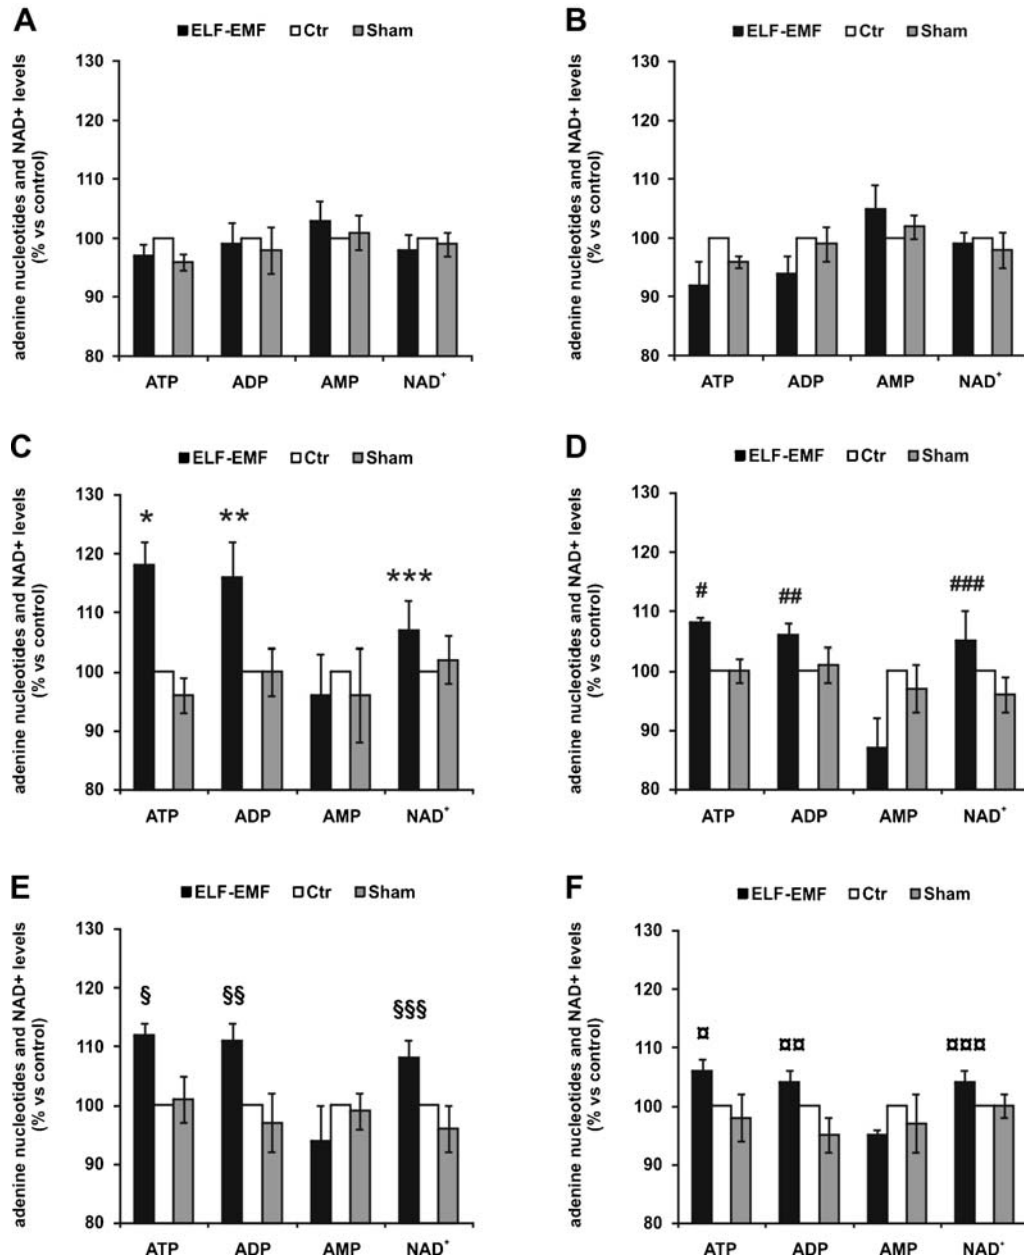 A
ELF-EMF Ctr Sham
adenine nucleotides and NAD+ levels
(% vs control)
130
120
110
100
90
80
ATP ADP AMP NAD+
B
ELF-EMF Ctr Sham
adenine nucleotides and NAD+ levels
(% vs control)
130
120
110
100
90
80
ATP ADP AMP NAD+
C
ELF-EMF Ctr Sham
adenine nucleotides and NAD+ levels
(% vs control)
130
120
110
100
90
80
* ** ***
ATP ADP AMP NAD+
D
ELF-EMF Ctr Sham
adenine nucleotides and NAD+ levels
(% vs control)
130
120
110
100
90
80
# ## ###
ATP ADP AMP NAD+
E
ELF-EMF Ctr Sham
adenine nucleotides and NAD+ levels
(% vs control)
130
120
110
100
90
80
§ §§ §§§
ATP ADP AMP NAD+
F
ELF-EMF Ctr Sham
adenine nucleotides and NAD+ levels
(% vs control)
130
120
110
100
90
80
¤ ¤¤ ¤¤¤
ATP ADP AMP NAD+